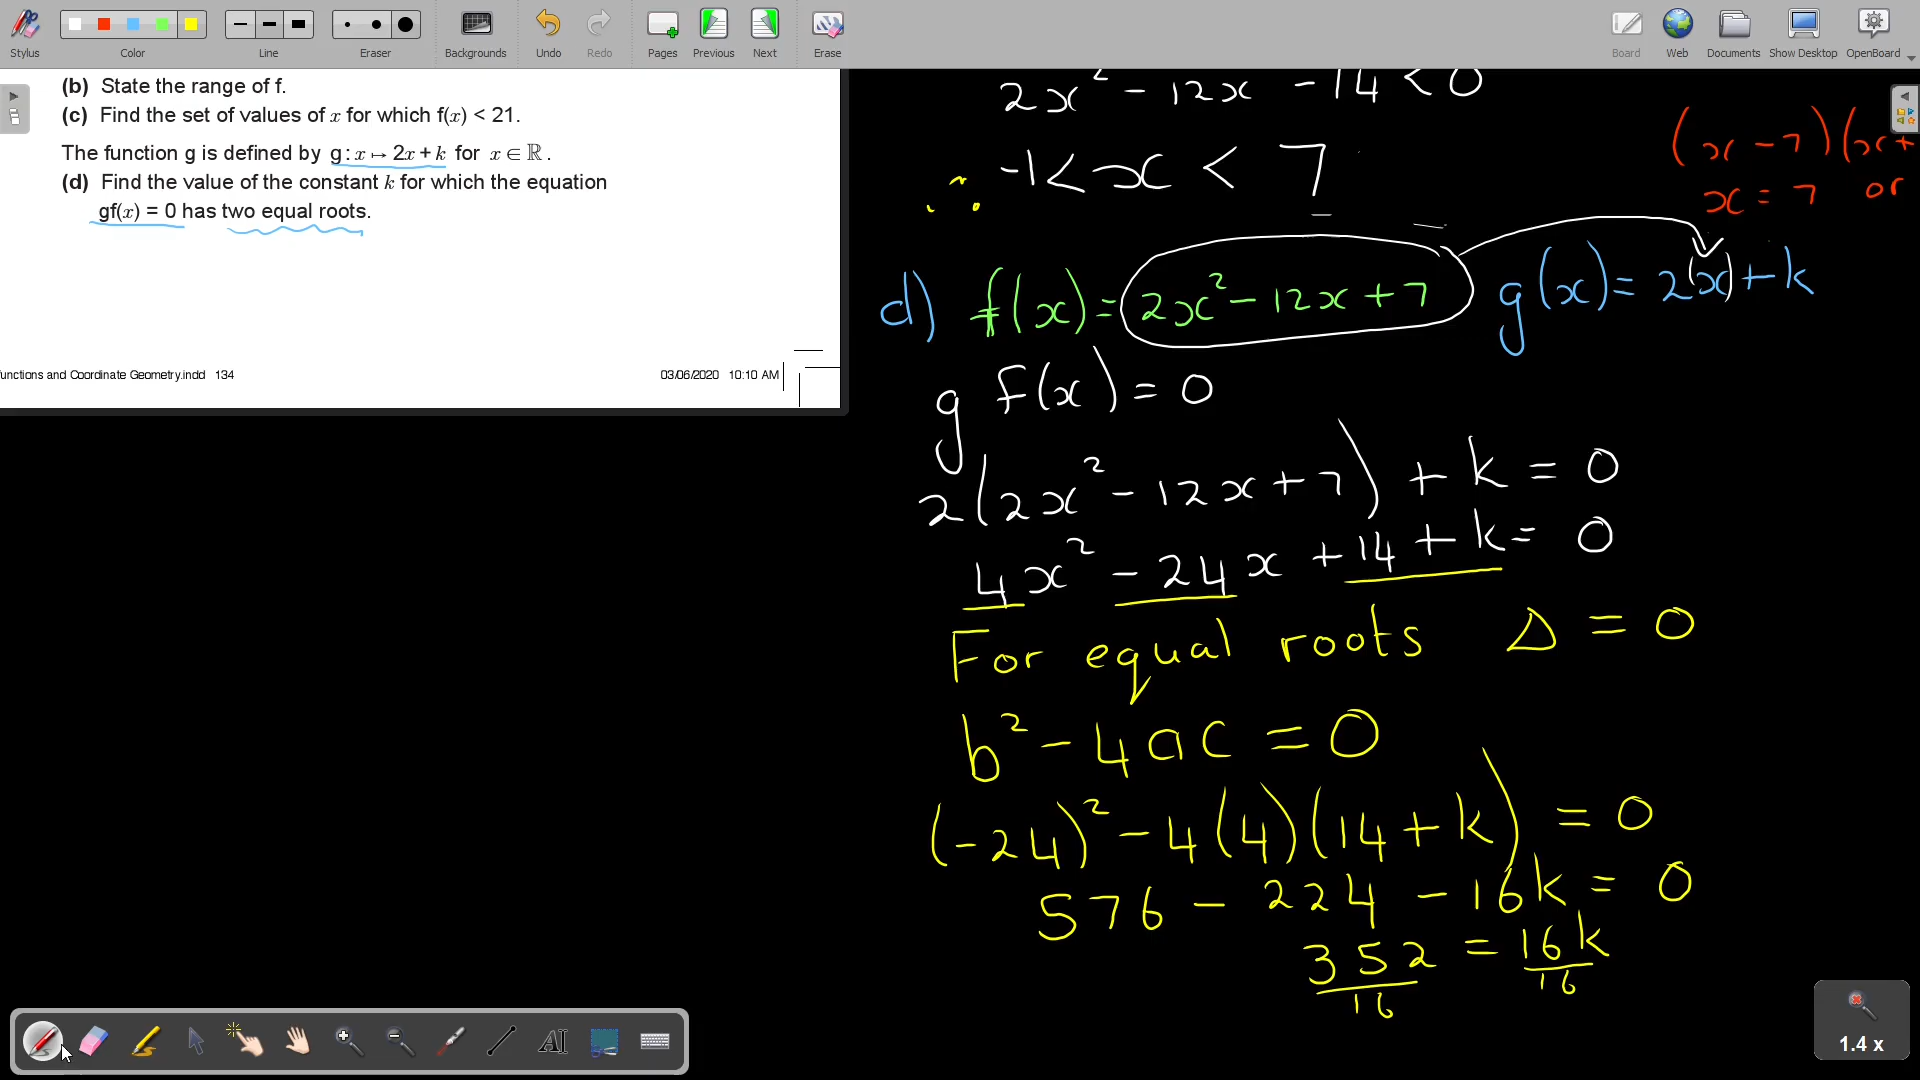 Stylus Color Line Eraser Backgrounds Undo Redo Pages Previous Next Erase Board Web Documents Show Desktop OpenBoard
(b) State the range of f.
(c) Find the set of values of x for which f(x) < 21.
The function g is defined by g : x ↦ 2x + k for x ∈ ℝ.
(d) Find the value of the constant k for which the equation
gf(x) = 0 has two equal roots.
unctions and Coordinate Geometry.indd 134
03/06/2020 10:10 AM
2x² - 12x - 14 < 0
∴ -1 < x < 7
(x - 7)(x +
x = 7 or
d) f(x) = 2x² - 12x + 7 g(x) = 2(x) + k
g f(x) = 0
2(2x² - 12x + 7) + k = 0
4x² - 24x + 14 + k = 0
For equal roots Δ = 0
b² - 4ac = 0
(-24)² - 4(4)(14 + k) = 0
576 - 224 - 16k = 0
352 = 16k
16 16
1.4 x